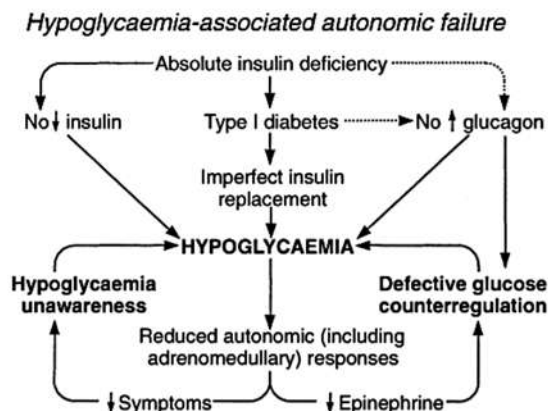 Hypoglycaemia-associated autonomic failure
Absolute insulin deficiency
No ↓ insulin
Type I diabetes
No ↑ glucagon
Imperfect insulin
replacement
HYPOGLYCAEMIA
Hypoglycaemia
unawareness
Defective glucose
counterregulation
Reduced autonomic (including
adrenomedullary) responses
↓ Symptoms
↓ Epinephrine